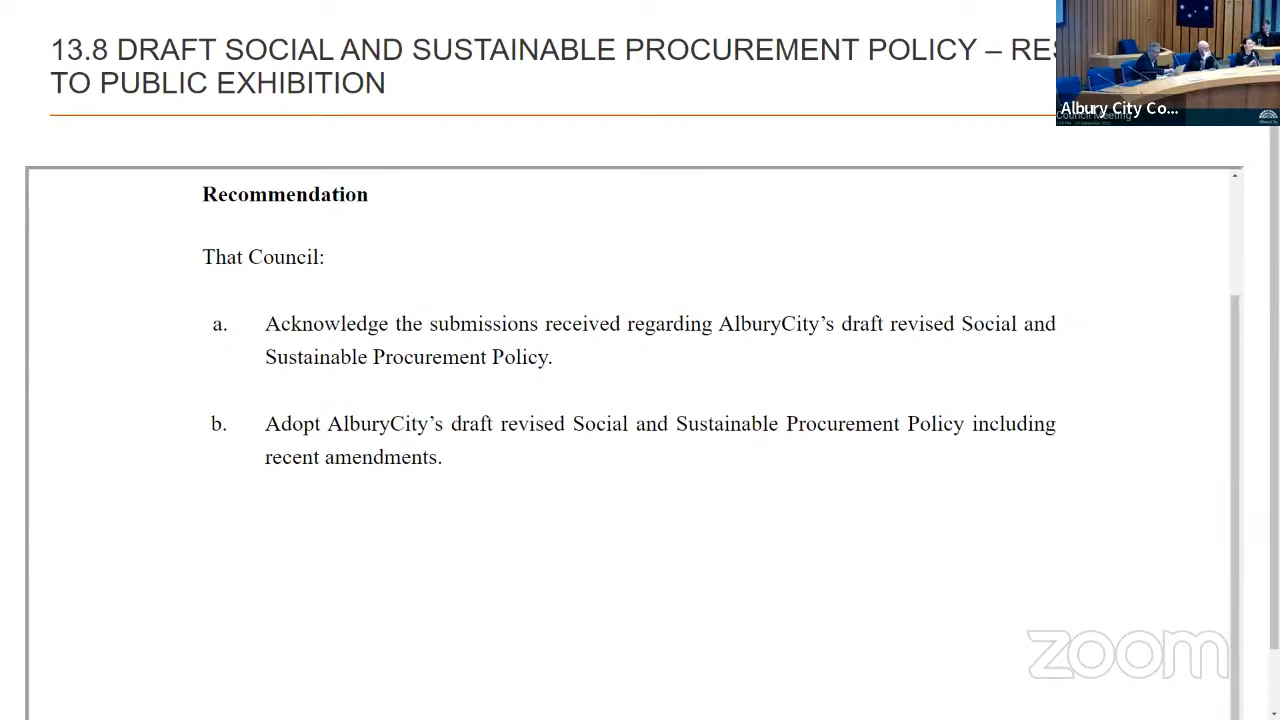 13.8 DRAFT SOCIAL AND SUSTAINABLE PROCUREMENT POLICY – RES
TO PUBLIC EXHIBITION
Albury City Co...
Council Meeting
Recommendation
That Council:
a. Acknowledge the submissions received regarding AlburyCity’s draft revised Social and
Sustainable Procurement Policy.
b. Adopt AlburyCity’s draft revised Social and Sustainable Procurement Policy including
recent amendments.
zoom